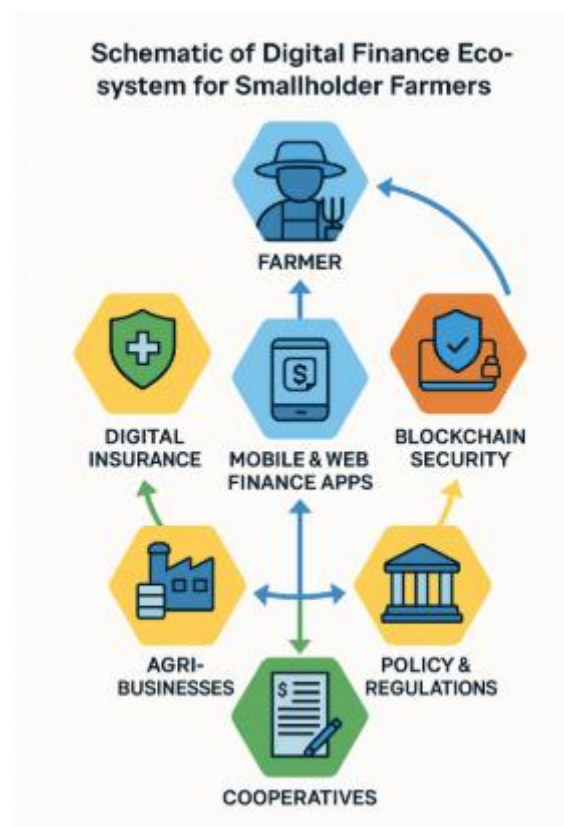 Schematic of Digital Finance Eco-
system for Smallholder Farmers
FARMER
DIGITAL
INSURANCE
MOBILE & WEB
FINANCE APPS
$
BLOCKCHAIN
SECURITY
AGRI-
BUSINESSES
POLICY &
REGULATIONS
$
COOPERATIVES